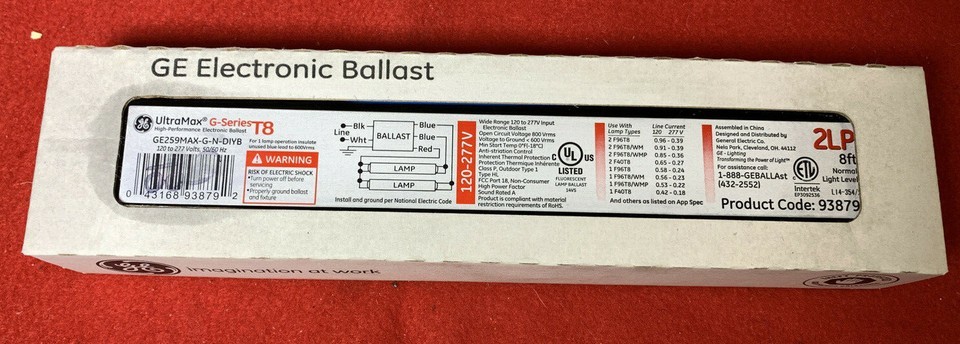 GE Electronic Ballast
GE UltraMax® G-Series T8
High-Performance Electronic Ballast
GE259MAX-G-N-DIYB
120 to 277 Volts, 50/60 Hz
For 1 lamp operation insulate
unused blue lead to 600Vrms
WARNING
RISK OF ELECTRIC SHOCK
•Turn power off before
servicing
•Properly ground ballast
and fixture
0 43168 93879 2
Line
Blk
Wht
BALLAST
Blue
Blue
Red
LAMP
LAMP
Install and ground per National Electric Code
120-277V
Wide Range 120 to 277V Input
Electronic Ballast
Open Circuit Voltage 800 Vrms
Voltage to Ground < 600 Vrms
Min Start Temp 0°F(-18°C)
Anti-striation Control
Inherent Thermal Protection
Protection Thermique Inhérente
Class P, Outdoor Type 1
Type HL
FCC Part 18, Non-Consumer
High Power Factor
Sound Rated A
Product is compliant with material
restriction requirements of RoHS.
c UL US
LISTED
FLUORESCENT
LAMP BALLAST
14W5
Use With Line Current
Lamp Types 120 277 V
2 F96T8 0.96 - 0.39
2 F96T8/WM 0.91 - 0.39
2 F96T8/WMP 0.85 - 0.36
2 F40T8 0.65 - 0.27
1 F96T8 0.58 - 0.24
1 F96T8/WM 0.56 - 0.23
1 F96T8/WMP 0.53 - 0.22
1 F40T8 0.42 - 0.18
And others as listed on App Spec
Assembled in China
Designed and Distributed by
General Electric Co.
Nela Park, Cleveland, OH. 44112
GE - Lighting
Transforming the Power of Light™
For assistance call:
1-888-GEBALLAst
(432-2552)
2LP
8ft
Normal
Light Level
ETL
Intertek
LI4-354/
Product Code: 93879
GE imagination at work